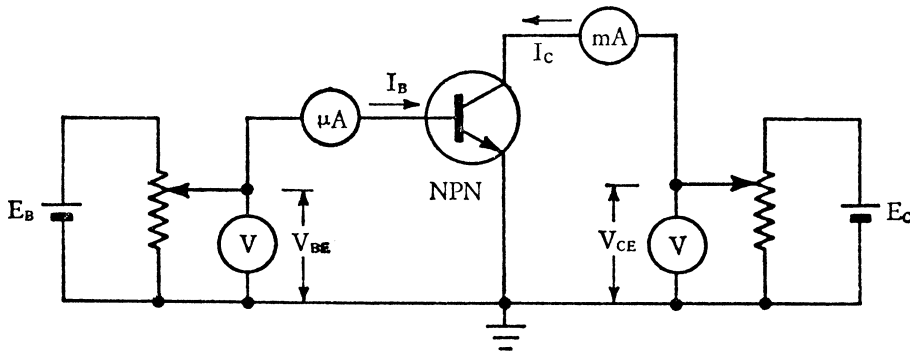 I_C
mA
I_B
μA
NPN
E_B
V
V_BE
V_CE
V
E_C